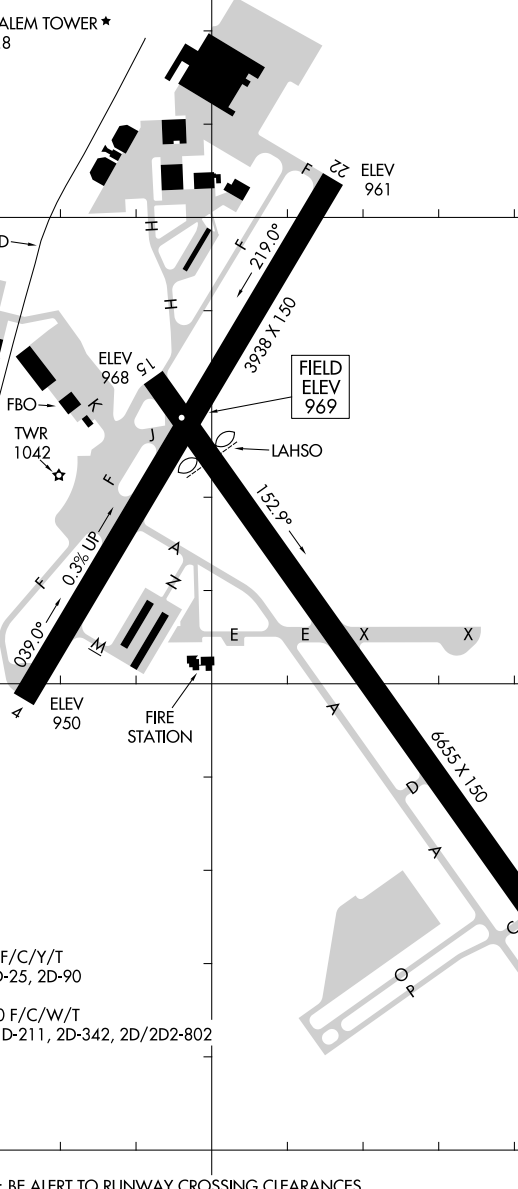 ALEM TOWER ★
8
F
22
ELEV
961
D
H
F
219.0°
H
3938 X 150
ELEV
968
15
FIELD
ELEV
969
FBO
K
TWR
1042
J
LAHSO
F
152.9°
0.3% UP
A
F
N
039.0°
M
E
E
X
X
4
ELEV
950
FIRE
STATION
A
6655 X 150
D
A
C
F/C/Y/T
D-25, 2D-90
O
P
0 F/C/W/T
D-211, 2D-342, 2D/2D2-802
: BE ALERT TO RUNWAY CROSSING CLEARANCES